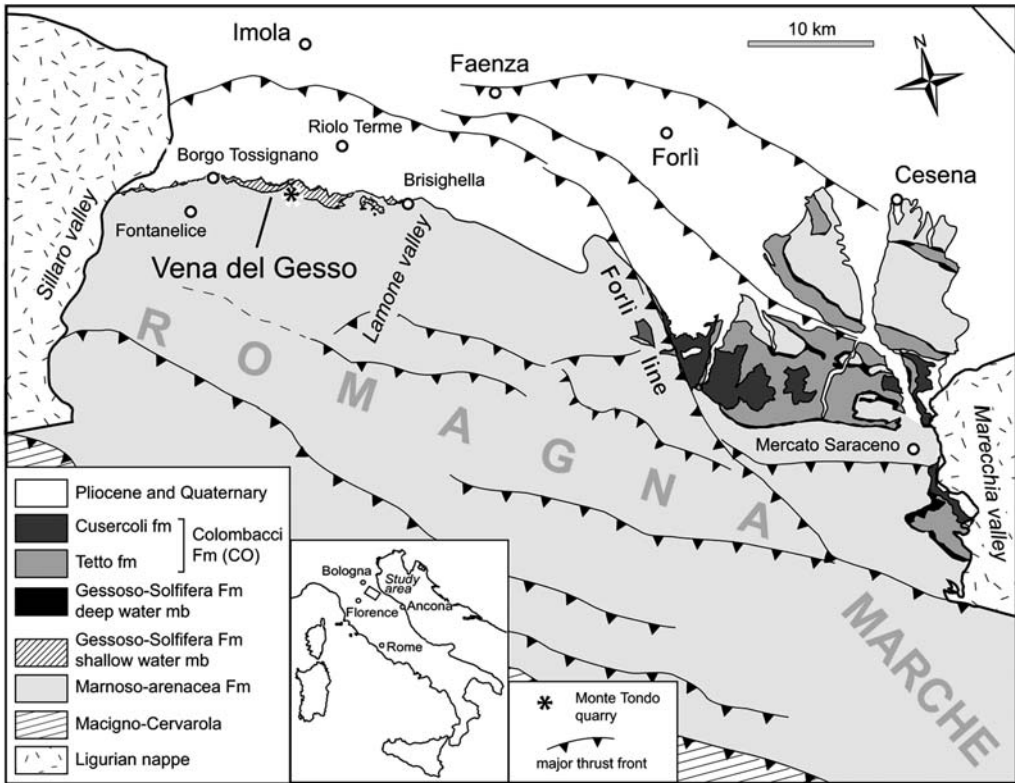 Imola
10 km
N
Faenza
Riolo Terme
Forlì
Borgo Tossignano
Brisighella
Cesena
Fontanelice
Sillaro valley
Vena del Gesso
Lamone valley
Forlì line
ROMAGNA
Mercato Saraceno
Marecchia valley
MARCHE
Pliocene and Quaternary
Cusercoli fm
Tetto fm
Colombacci
Fm (CO)
Gessoso-Solfifera Fm
deep water mb
Gessoso-Solfifera Fm
shallow water mb
Marnoso-arenacea Fm
Macigno-Cervarola
Ligurian nappe
Bologna
Study
area
Florence
Ancona
Rome
* Monte Tondo
quarry
major thrust front